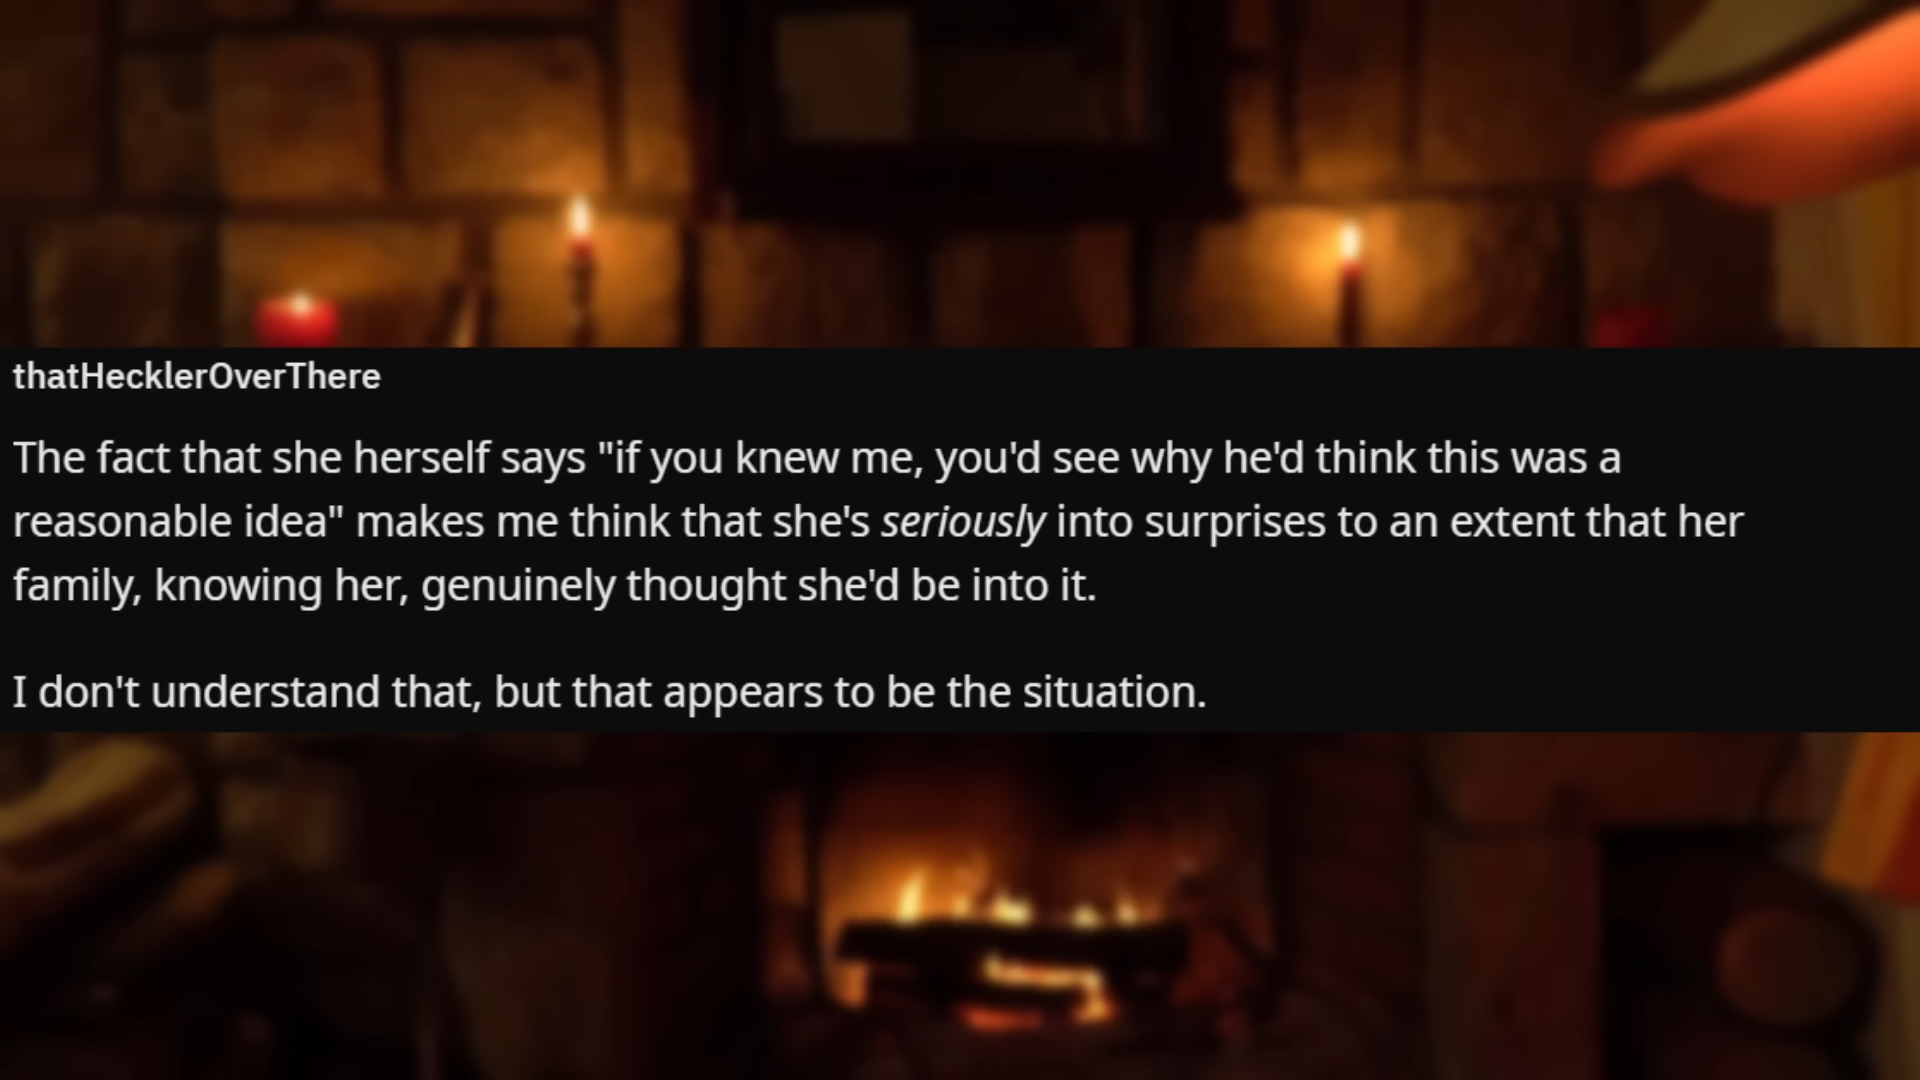 thatHecklerOverThere
The fact that she herself says "if you knew me, you'd see why he'd think this was a
reasonable idea" makes me think that she's seriously into surprises to an extent that her
family, knowing her, genuinely thought she'd be into it.
I don't understand that, but that appears to be the situation.